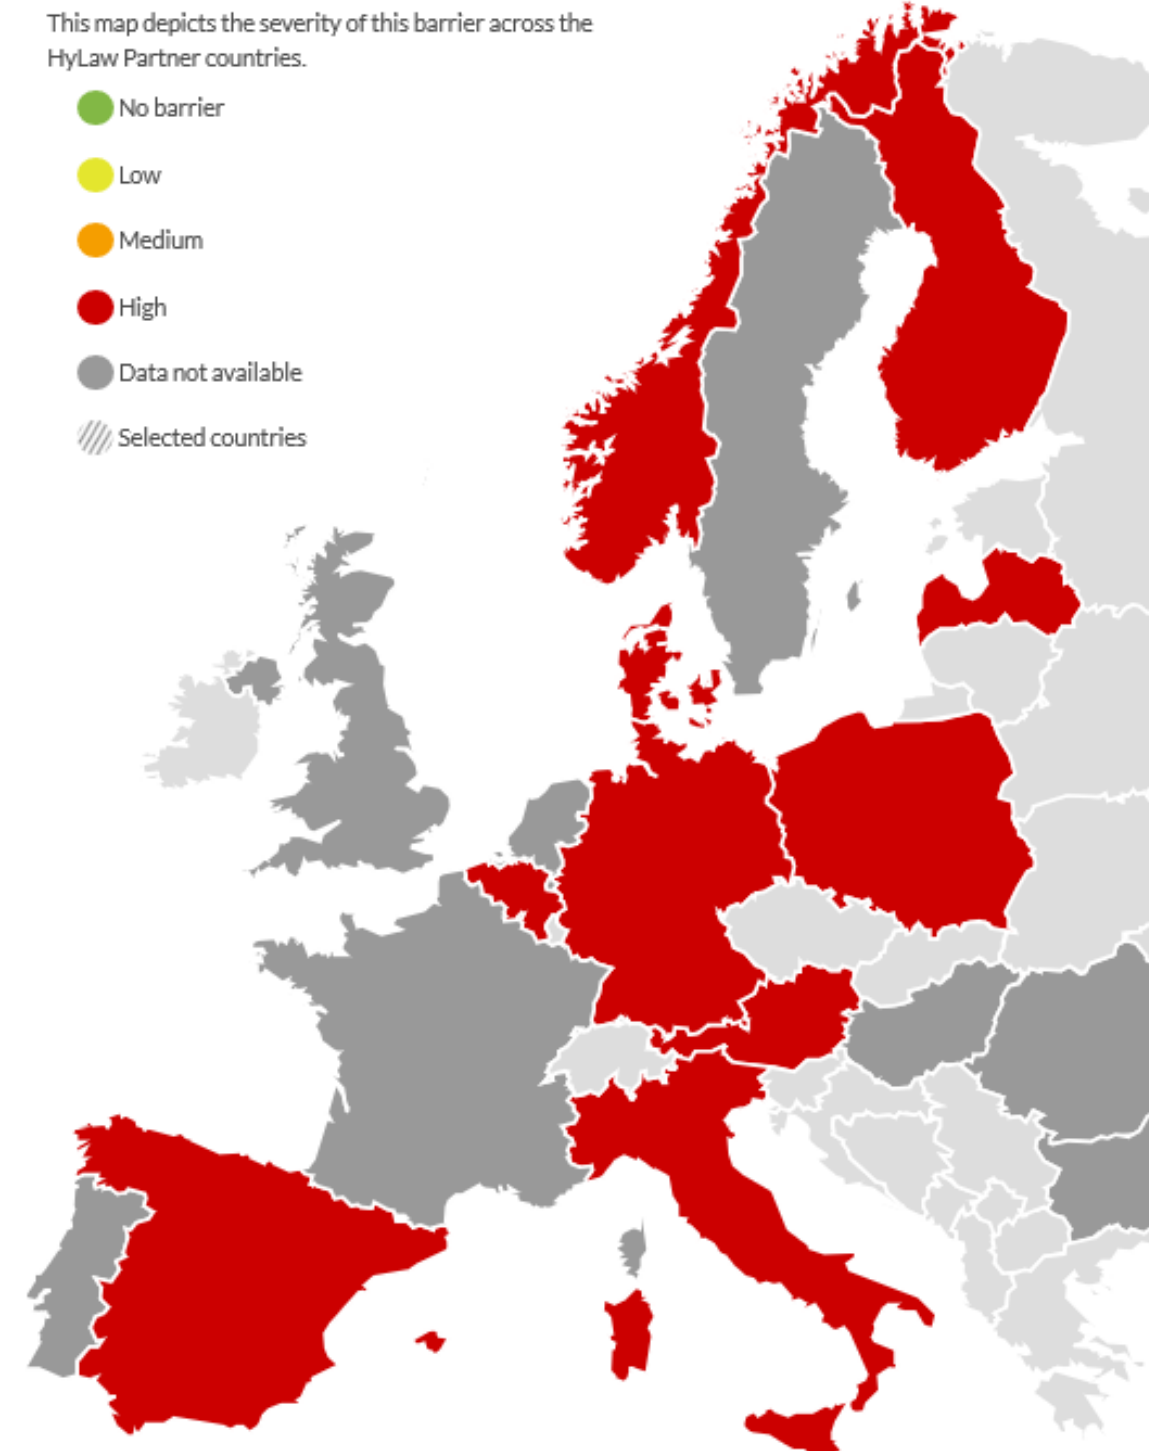 This map depicts the severity of this barrier across the
HyLaw Partner countries.
No barrier
Low
Medium
High
Data not available
Selected countries